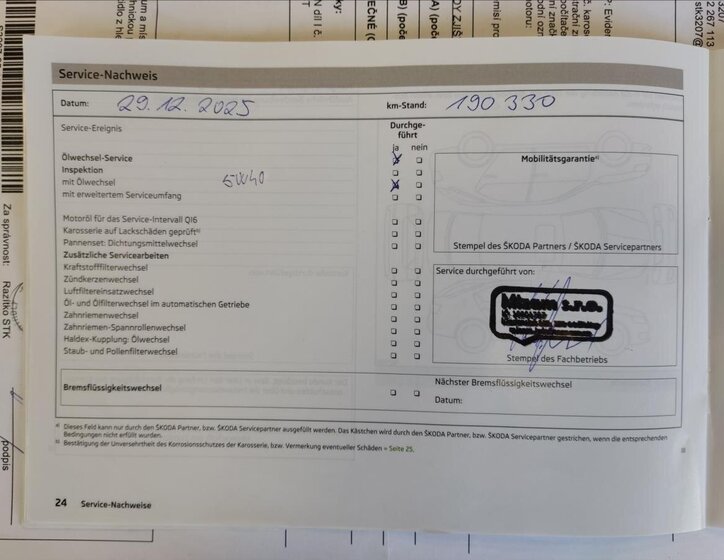 Service-Nachweis
Datum: 29.12.2025 km-Stand: 190 330
Service-Ereignis Durchge-
führt
ja nein
Ölwechsel-Service
Inspektion
mit Ölwechsel 5W40
mit erweitertem Serviceumfang
Mobilitätsgarantie a)
Motoröl für das Service-Intervall QI6
Karosserie auf Lackschäden geprüft b)
Pannenset: Dichtungsmittelwechsel
Stempel des ŠKODA Partners / ŠKODA Servicepartners
Zusätzliche Servicearbeiten
Kraftstofffilterwechsel
Zündkerzenwechsel
Luftfiltereinsatzwechsel
Öl- und Ölfilterwechsel im automatischen Getriebe
Zahnriemenwechsel
Zahnriemen-Spannrollenwechsel
Haldex-Kupplung: Ölwechsel
Staub- und Pollenfilterwechsel
Service durchgeführt von:
s.r.o.
Stempel des Fachbetriebs
Bremsflüssigkeitswechsel
Nächster Bremsflüssigkeitswechsel
Datum:
a) Dieses Feld kann nur durch den ŠKODA Partner, bzw. ŠKODA Servicepartner ausgefüllt werden. Das Kästchen wird durch den ŠKODA Partner, bzw. ŠKODA Servicepartner gestrichen, wenn die entsprechenden
Bedingungen nicht erfüllt wurden.
b) Bestätigung der Unversehrtheit des Korrosionsschutzes der Karosserie, bzw. Vermerkung eventueller Schäden » Seite 25.
24 Service-Nachweise
Za správnost:
Razítko STK
podpis
stk3207@
2 267 113